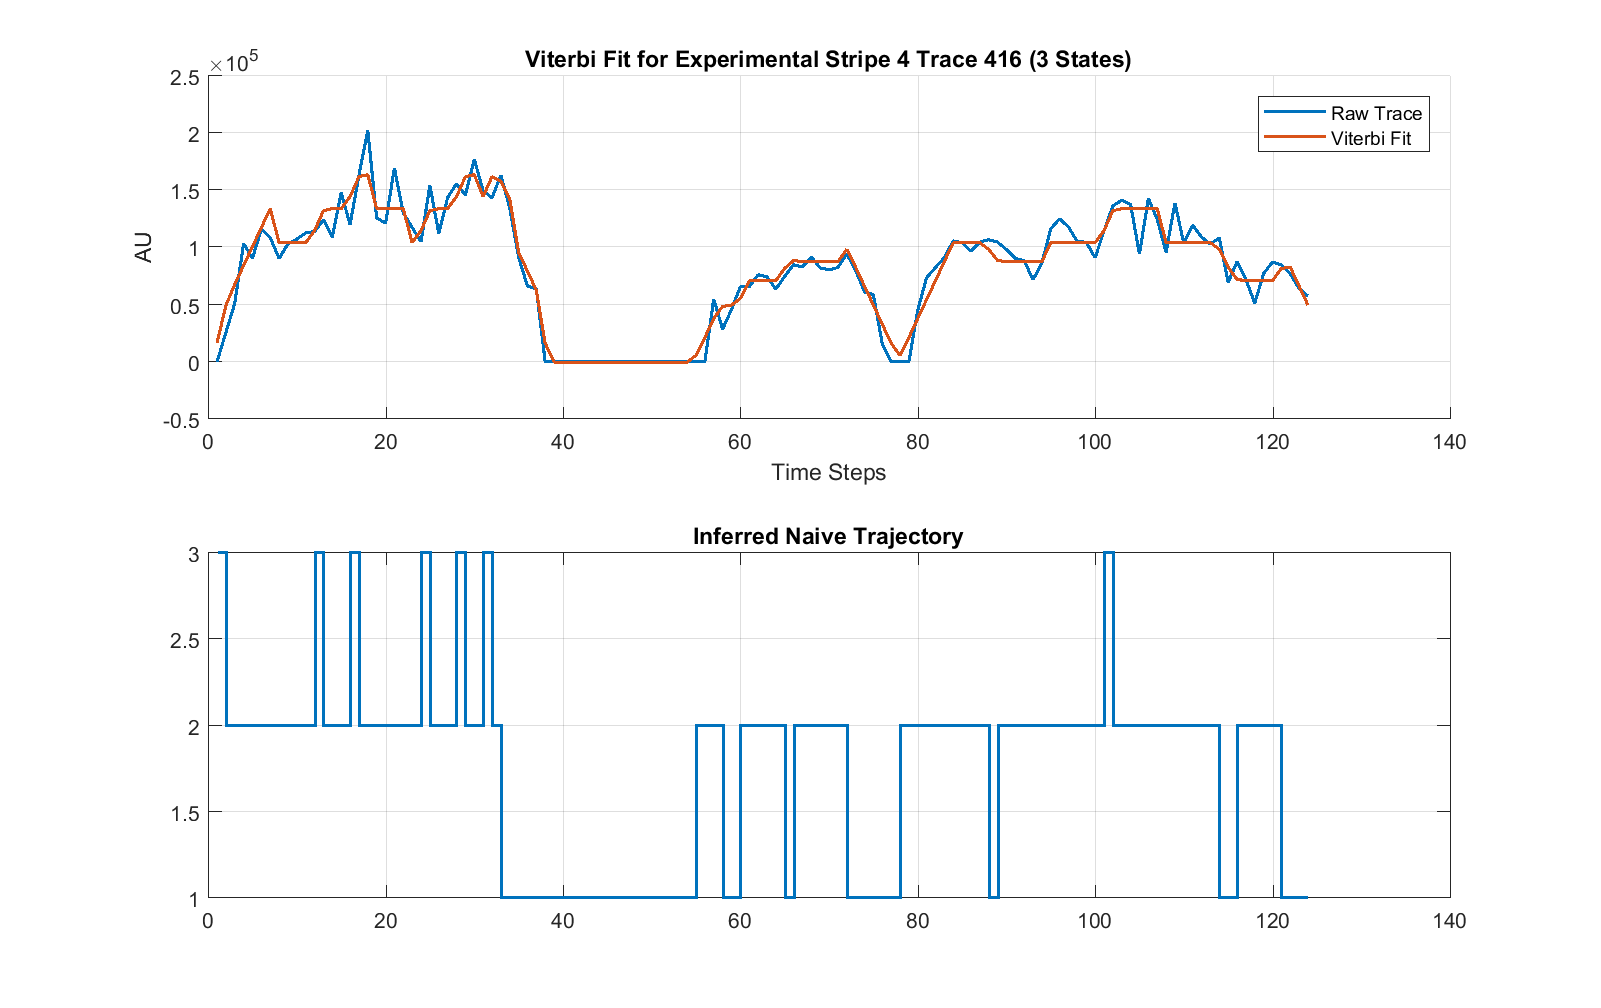 Viterbi Fit for Experimental Stripe 4 Trace 416 (3 States)
×10^5
2.5
2
1.5
1
0.5
0
-0.5
AU
Raw Trace
Viterbi Fit
0 20 40 60 80 100 120 140
Time Steps
Inferred Naive Trajectory
3
2.5
2
1.5
1
0 20 40 60 80 100 120 140